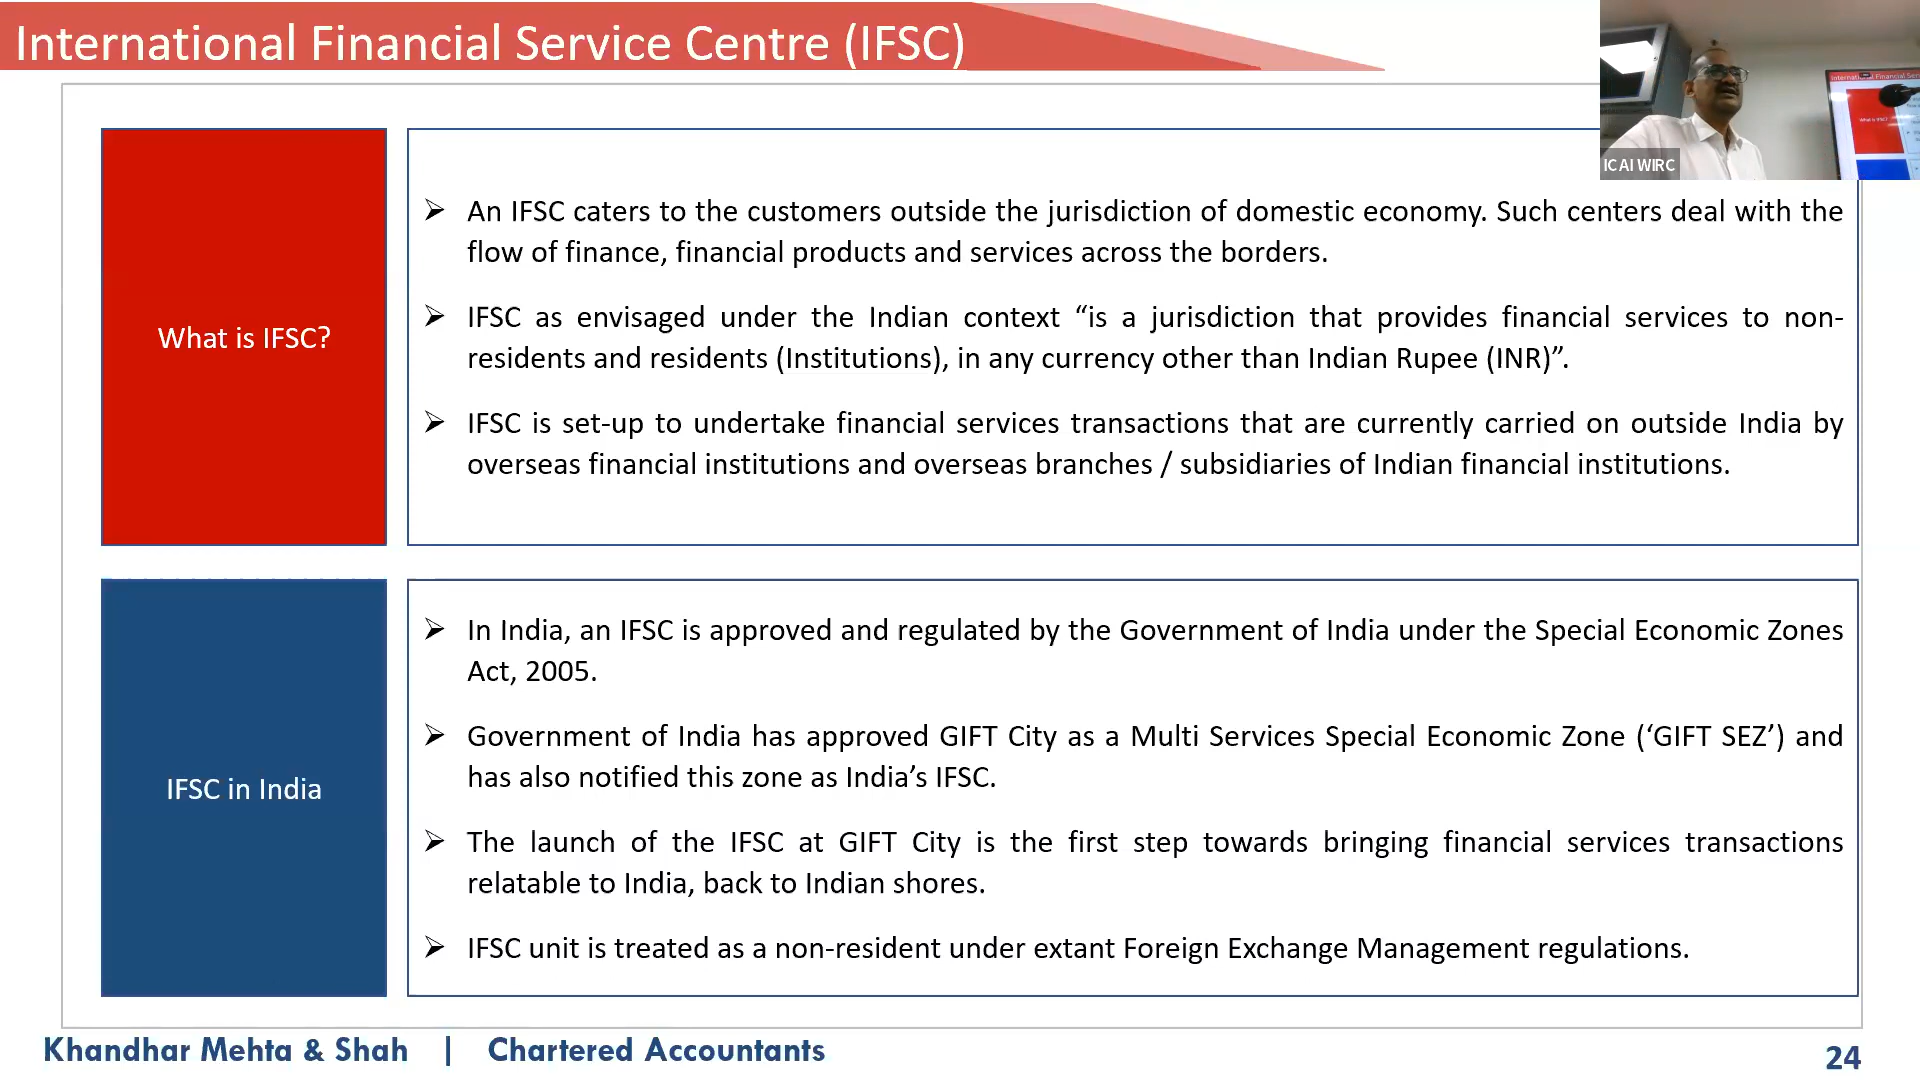 International Financial Service Centre (IFSC)
ICAI WIRC
What is IFSC?
➢ An IFSC caters to the customers outside the jurisdiction of domestic economy. Such centers deal with the
flow of finance, financial products and services across the borders.
➢ IFSC as envisaged under the Indian context “is a jurisdiction that provides financial services to non-
residents and residents (Institutions), in any currency other than Indian Rupee (INR)”.
➢ IFSC is set-up to undertake financial services transactions that are currently carried on outside India by
overseas financial institutions and overseas branches / subsidiaries of Indian financial institutions.
IFSC in India
➢ In India, an IFSC is approved and regulated by the Government of India under the Special Economic Zones
Act, 2005.
➢ Government of India has approved GIFT City as a Multi Services Special Economic Zone (‘GIFT SEZ’) and
has also notified this zone as India’s IFSC.
➢ The launch of the IFSC at GIFT City is the first step towards bringing financial services transactions
relatable to India, back to Indian shores.
➢ IFSC unit is treated as a non-resident under extant Foreign Exchange Management regulations.
Khandhar Mehta & Shah | Chartered Accountants
24